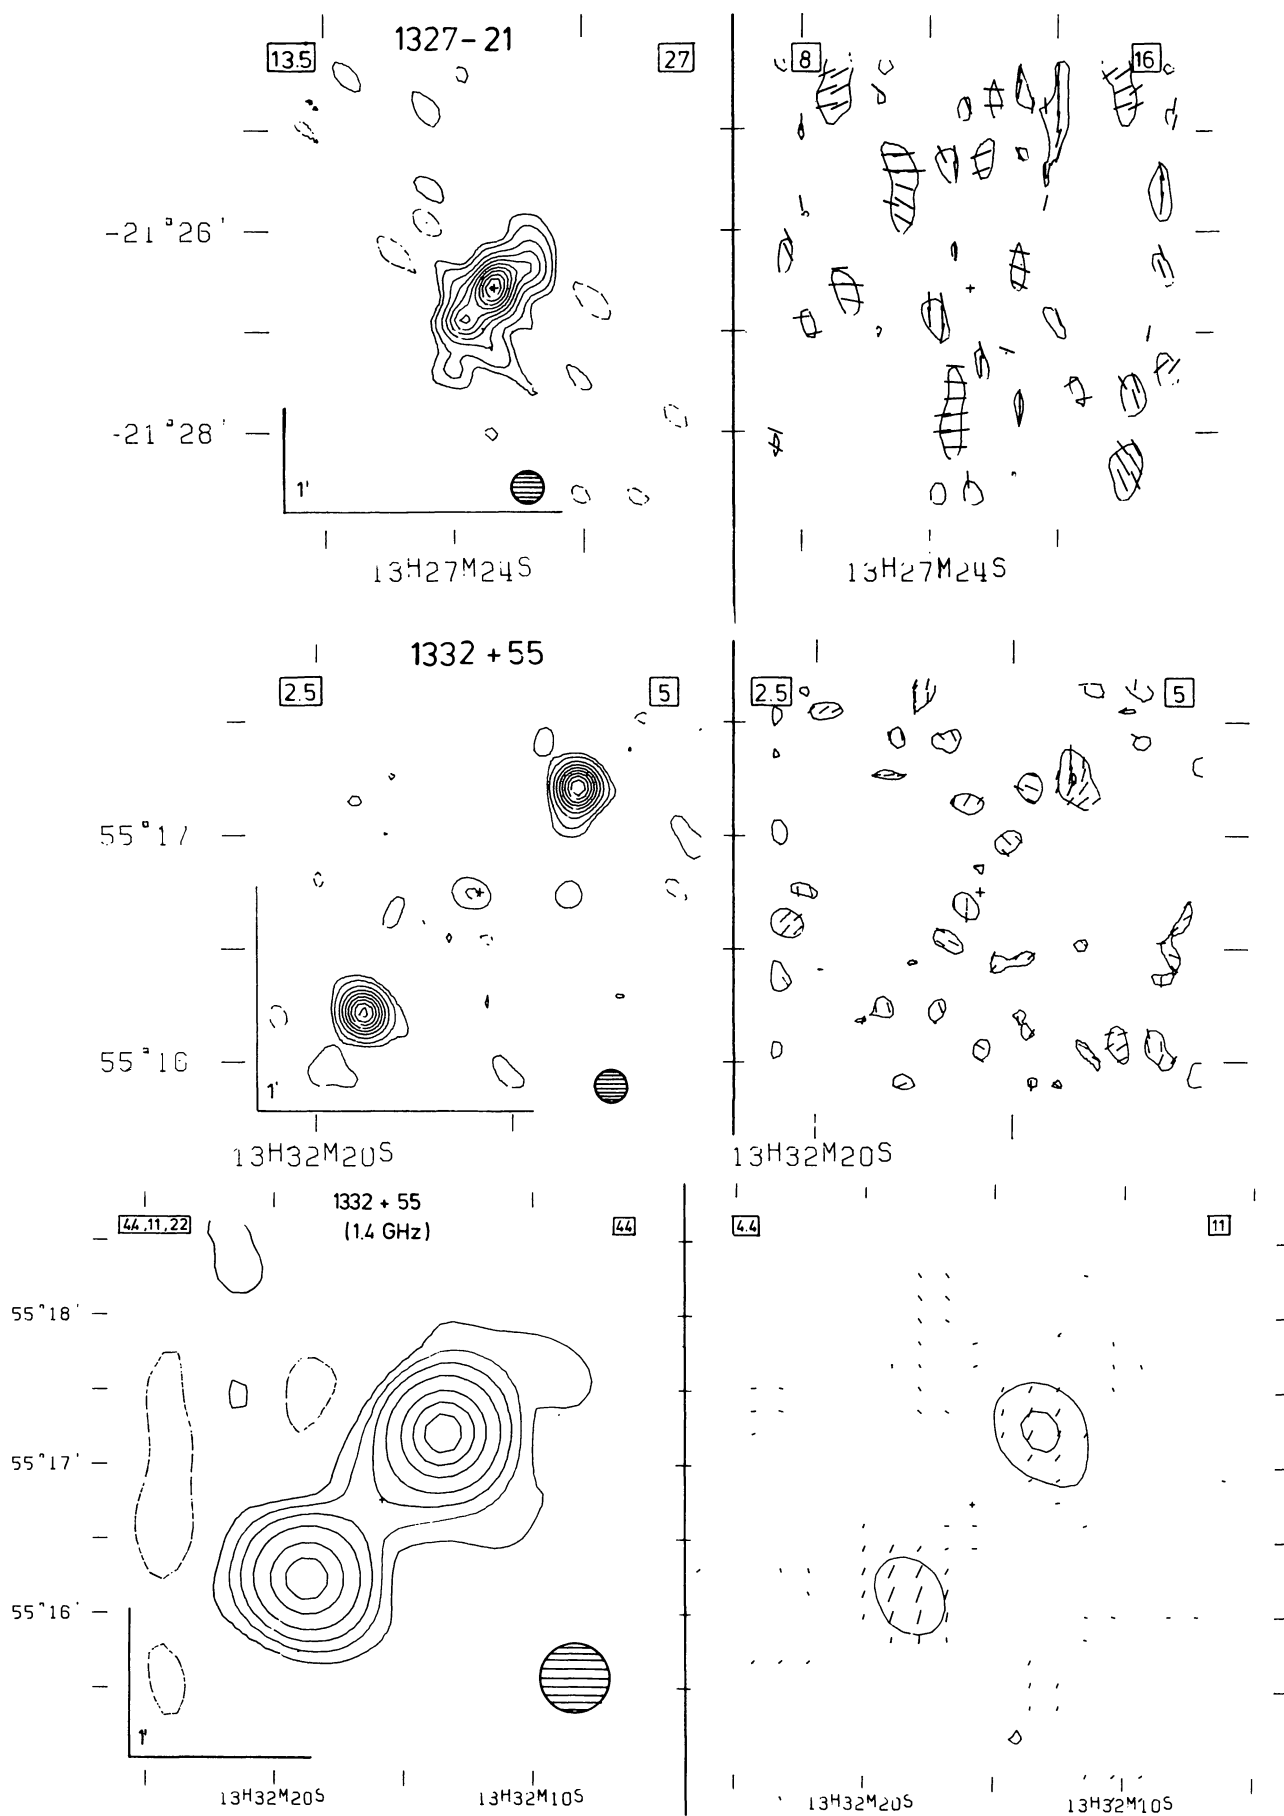 1327-21
13.5 27 8 16
-21°26'
-21°28'
1'
13H27M24S 13H27M24S
1332+55
2.5 5 2.5 5
55°17
55°16
1'
13H32M20S 13H32M20S
1332+55
(1.4 GHz)
44,11,22 44 4.4 11
55°18'
55°17'
55°16'
1'
13H32M20S 13H32M10S 13H32M20S 13H32M10S